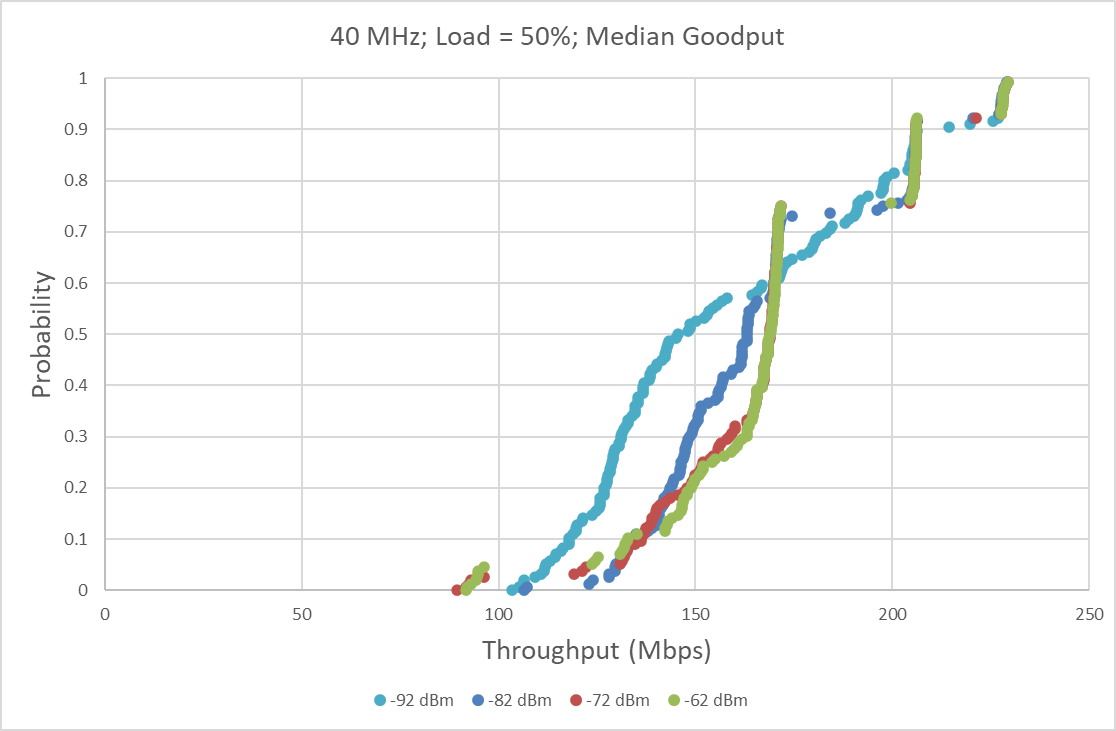 40 MHz; Load = 50%; Median Goodput
1
0.9
0.8
0.7
0.6
0.5
0.4
0.3
0.2
0.1
0
Probability
0 50 100 150 200 250
Throughput (Mbps)
-92 dBm -82 dBm -72 dBm -62 dBm